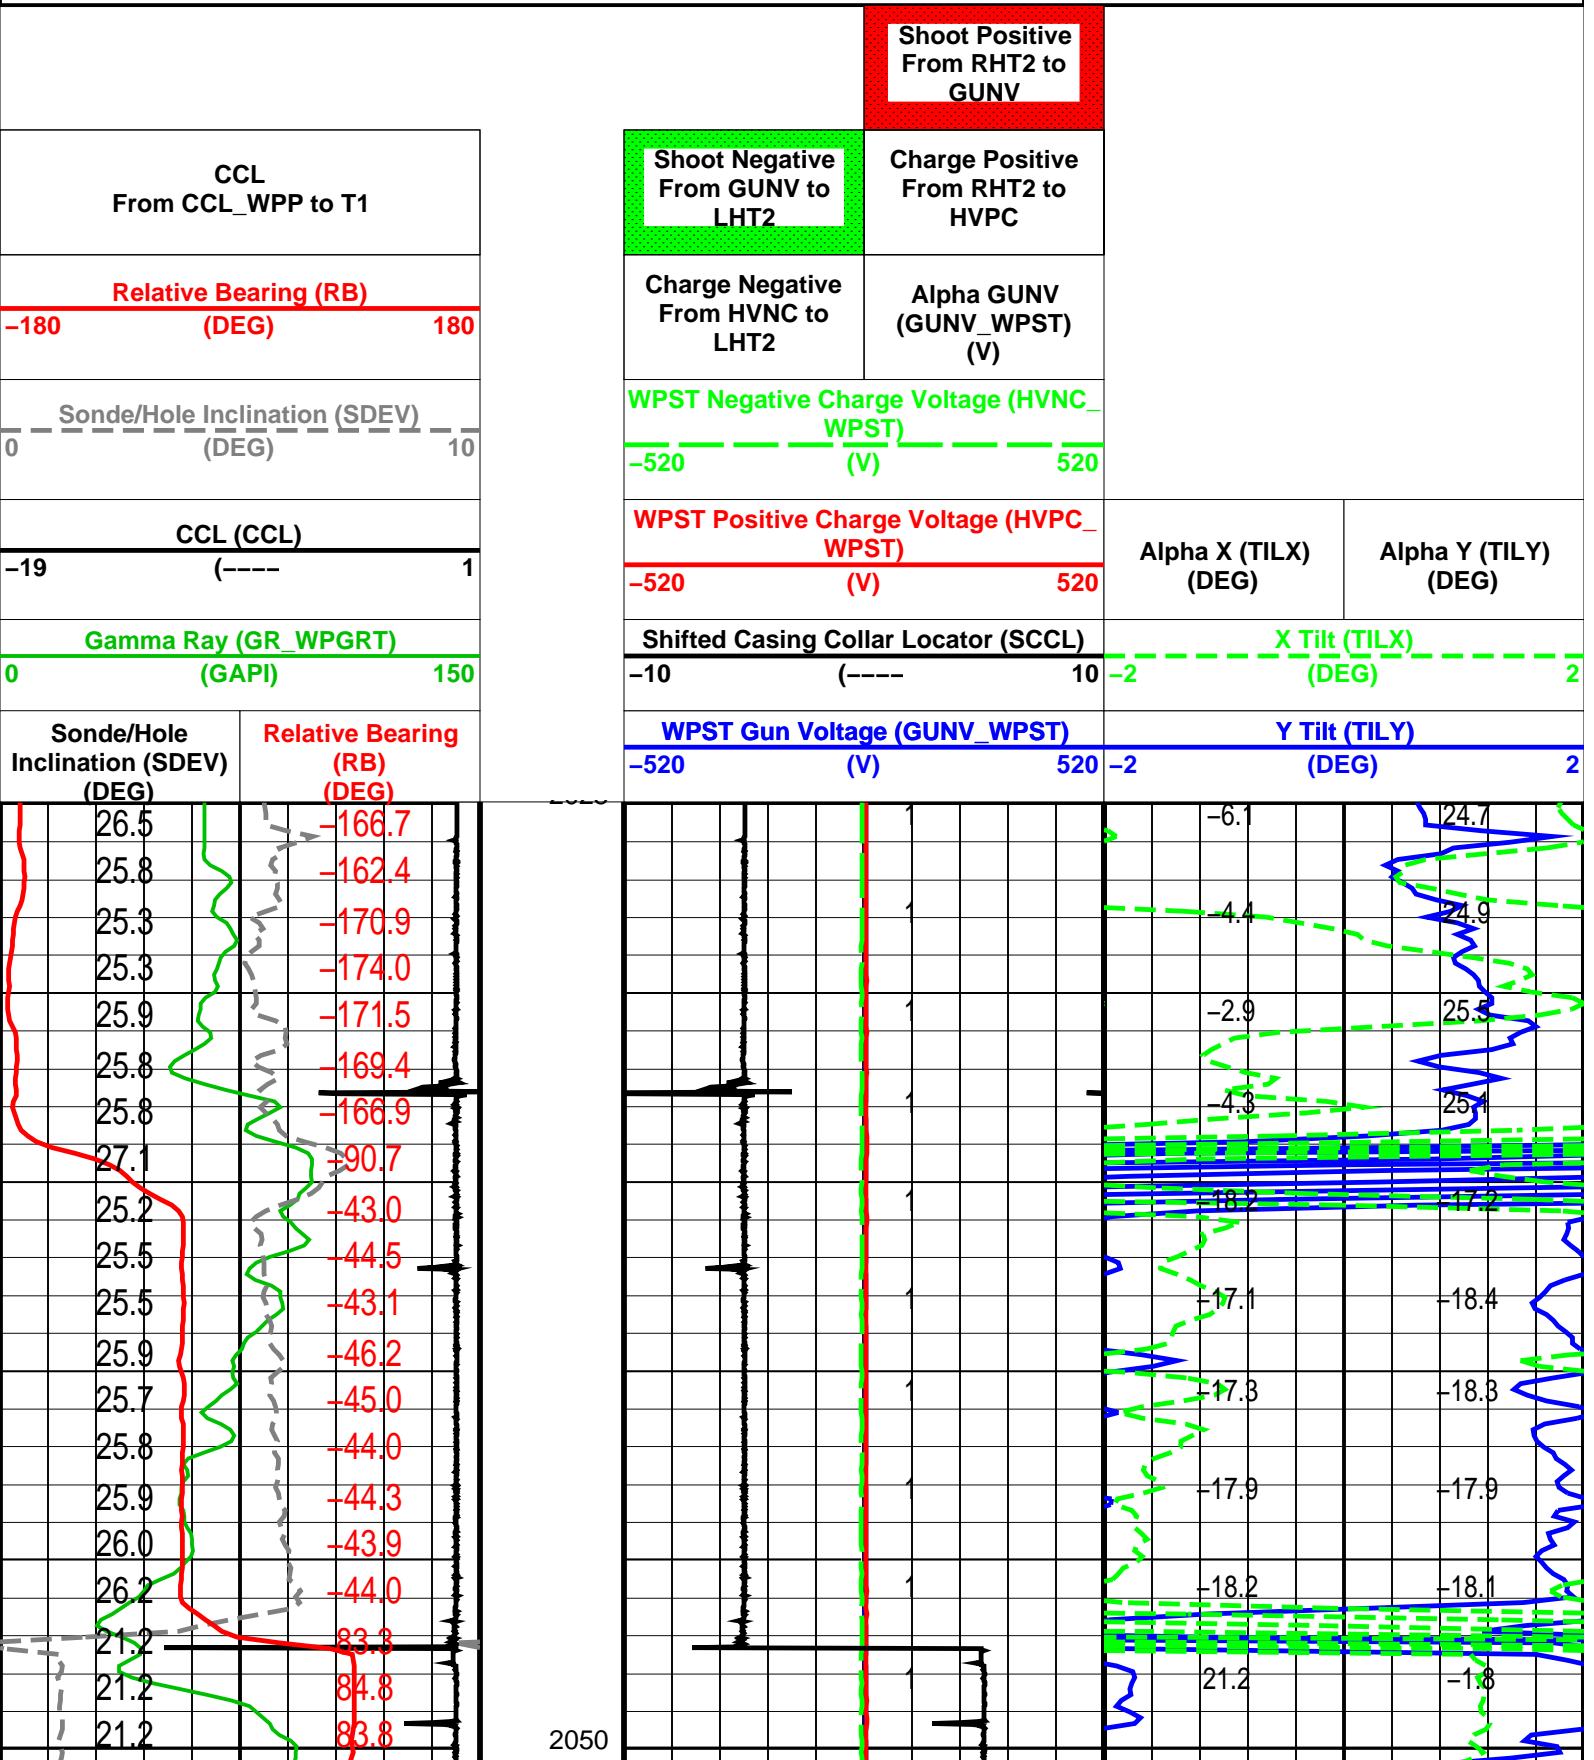 Shoot Positive
From RHT2 to
GUNV
CCL
From CCL_WPP to T1
Shoot Negative
From GUNV to
LHT2
Charge Positive
From RHT2 to
HVPC
Relative Bearing (RB)
−180 (DEG) 180
Charge Negative
From HVNC to
LHT2
Alpha GUNV
(GUNV_WPST)
(V)
Sonde/Hole Inclination (SDEV)
0 (DEG) 10
WPST Negative Charge Voltage (HVNC_
WPST)
−520 (V) 520
CCL (CCL)
−19 (−−−− 1
WPST Positive Charge Voltage (HVPC_
WPST)
−520 (V) 520
Alpha X (TILX)
(DEG)
Alpha Y (TILY)
(DEG)
Gamma Ray (GR_WPGRT)
0 (GAPI) 150
Shifted Casing Collar Locator (SCCL)
−10 (−−−− 10
X Tilt (TILX)
−2 (DEG) 2
Sonde/Hole
Inclination (SDEV)
(DEG)
Relative Bearing
(RB)
(DEG)
WPST Gun Voltage (GUNV_WPST)
−520 (V) 520
Y Tilt (TILY)
−2 (DEG) 2
26.5 −166.7 1 −6.1 24.7
25.8 −162.4
25.3 −170.9 1 −4.4 24.9
25.3 −174.0
25.9 −171.5 1 −2.9 25.5
25.8 −169.4
25.8 −166.9 1 −4.3 25.1
27.1 −90.7
25.2 −43.0 1 −18.2 −17.2
25.5 −44.5
25.5 −43.1 1 −17.1 −18.4
25.9 −46.2
25.7 −45.0 1 −17.3 −18.3
25.8 −44.0
25.9 −44.3 1 −17.9 −17.9
26.0 −43.9
26.2 −44.0 1 −18.2 −18.1
21.2 83.3
21.2 84.8 1 21.2 −1.8
21.2 83.8
2050